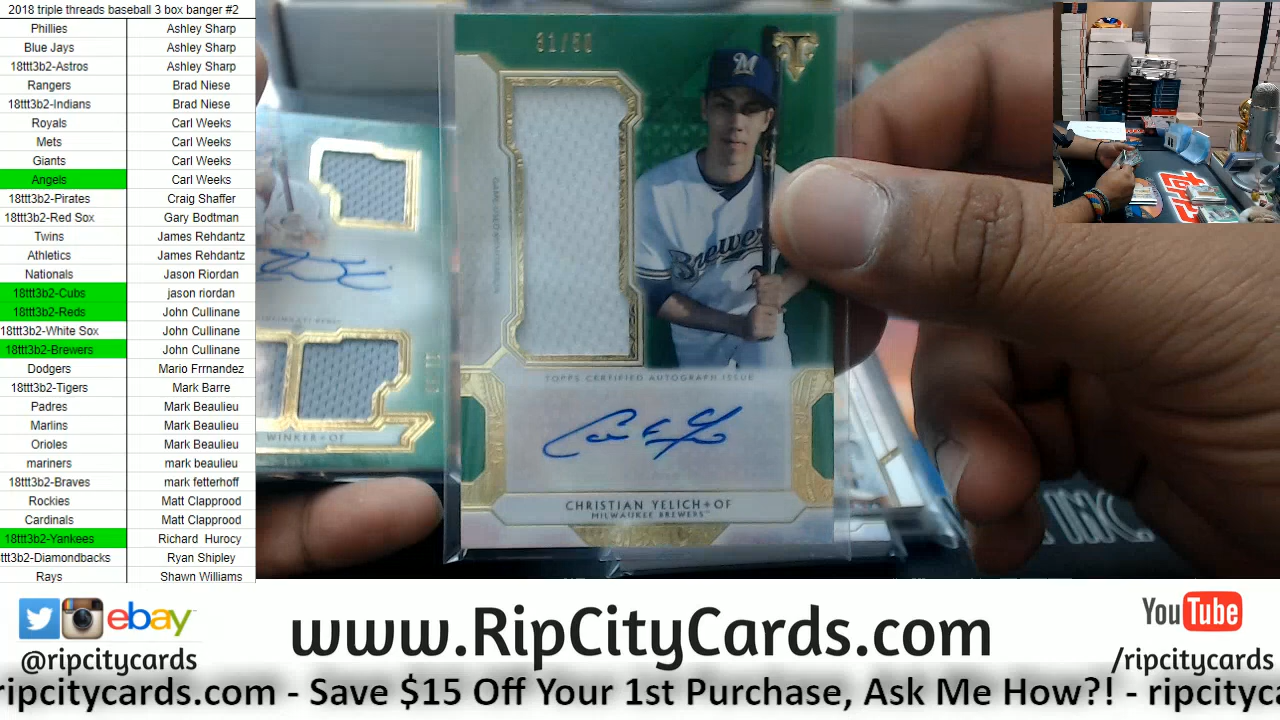 2018 triple threads baseball 3 box banger #2
Phillies Ashley Sharp
Blue Jays Ashley Sharp
18ttt3b2-Astros Ashley Sharp
Rangers Brad Niese
18ttt3b2-Indians Brad Niese
Royals Carl Weeks
Mets Carl Weeks
Giants Carl Weeks
Angels Carl Weeks
18ttt3b2-Pirates Craig Shaffer
18ttt3b2-Red Sox Gary Bodtman
Twins James Rehdantz
Athletics James Rehdantz
Nationals Jason Riordan
18ttt3b2-Cubs jason riordan
18ttt3b2-Reds John Cullinane
18ttt3b2-White Sox John Cullinane
18ttt3b2-Brewers John Cullinane
Dodgers Mario Frrnandez
18ttt3b2-Tigers Mark Barre
Padres Mark Beaulieu
Marlins Mark Beaulieu
Orioles Mark Beaulieu
mariners mark beaulieu
18ttt3b2-Braves mark fetterhoff
Rockies Matt Clapprood
Cardinals Matt Clapprood
18ttt3b2-Yankees Richard Hurocy
ttt3b2-Diamondbacks Ryan Shipley
Rays Shawn Williams
31/50
M
Brewers
TOPPS CERTIFIED AUTOGRAPH ISSUE
CHRISTIAN YELICH OF
MILWAUKEE BREWERS™
WINKER OF
ebay
@ripcitycards
www.RipCityCards.com
You Tube
/ripcitycards
ripcitycards.com - Save $15 Off Your 1st Purchase, Ask Me How?! - ripcityca